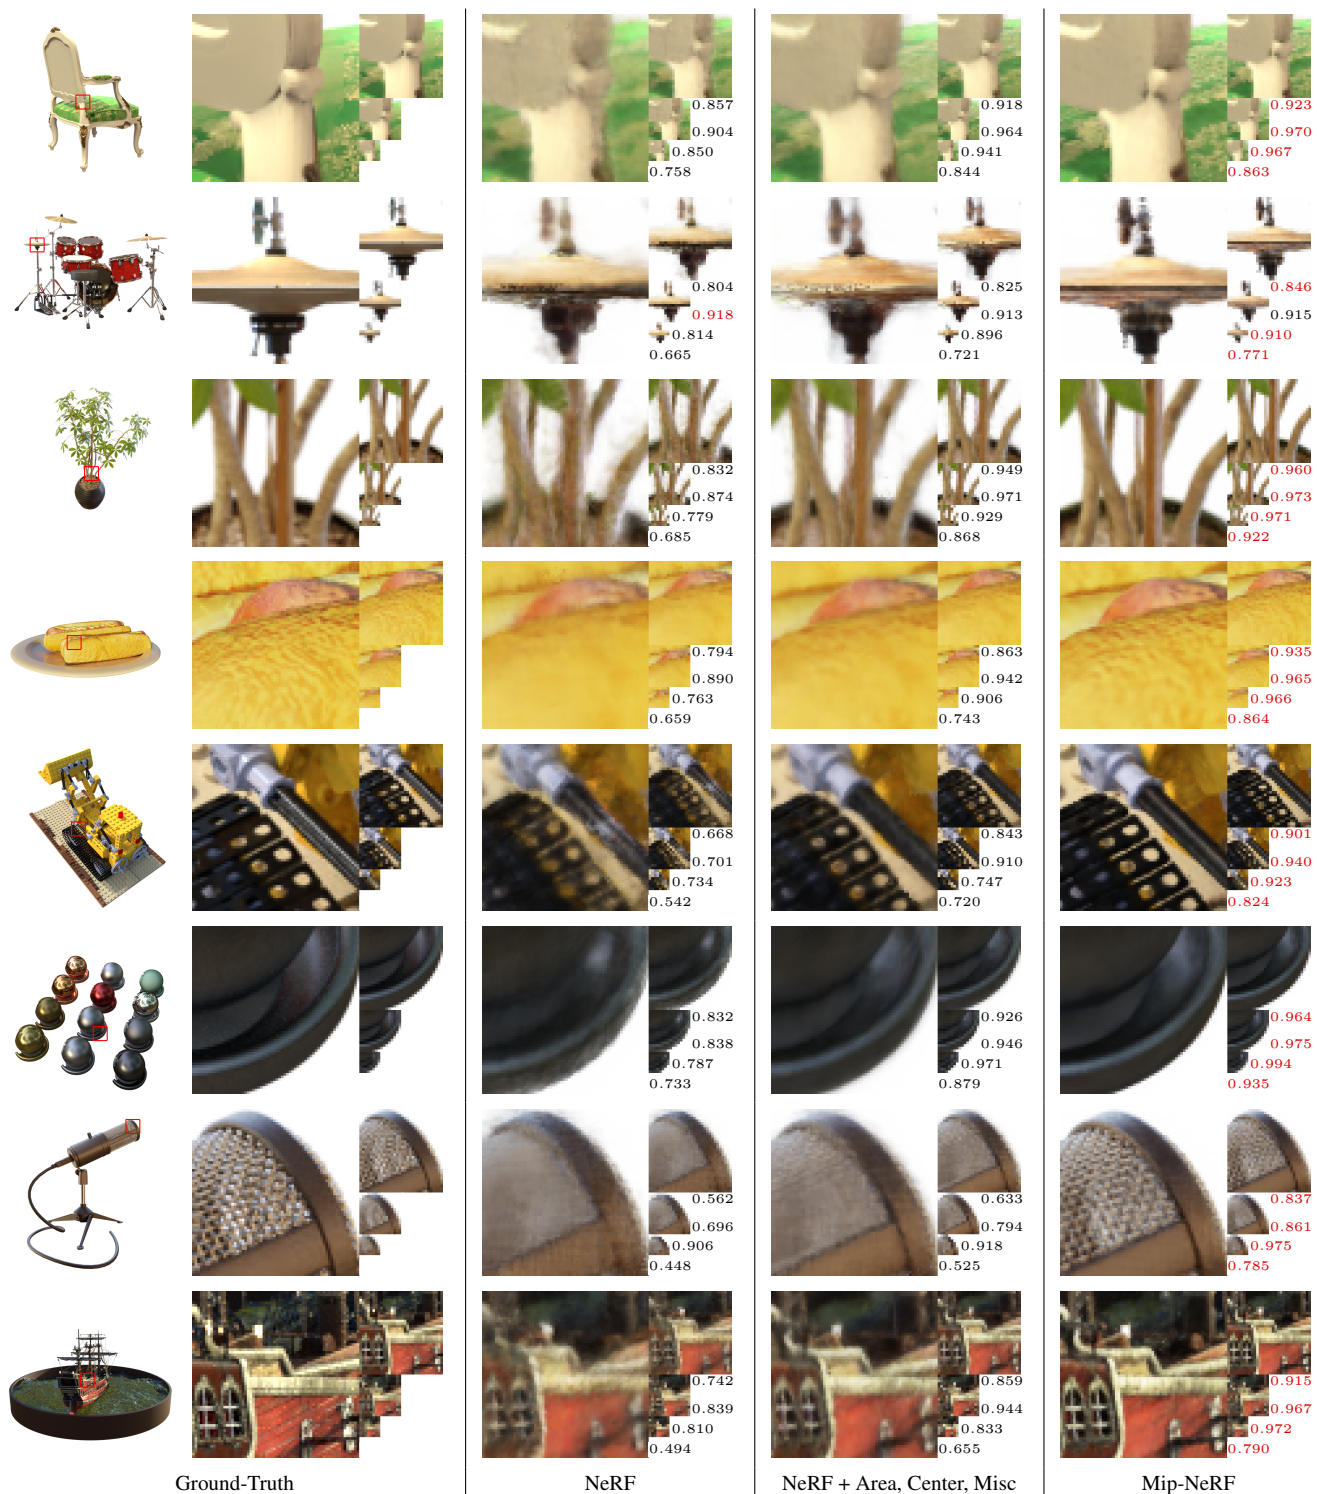 0.857 0.918 0.923
0.904 0.964 0.970
0.850 0.941 0.967
0.758 0.844 0.863
0.804 0.825 0.846
0.918 0.913 0.915
0.814 0.896 0.910
0.665 0.721 0.771
0.832 0.949 0.960
0.874 0.971 0.973
0.779 0.929 0.971
0.685 0.868 0.922
0.794 0.863 0.935
0.890 0.942 0.965
0.763 0.906 0.966
0.659 0.743 0.864
0.668 0.843 0.901
0.701 0.910 0.940
0.734 0.747 0.923
0.542 0.720 0.824
0.832 0.926 0.964
0.838 0.946 0.975
0.787 0.971 0.994
0.733 0.879 0.935
0.562 0.633 0.837
0.696 0.794 0.861
0.906 0.918 0.975
0.448 0.525 0.785
0.742 0.859 0.915
0.839 0.944 0.967
0.810 0.833 0.972
0.494 0.655 0.790
Ground-Truth NeRF NeRF + Area, Center, Misc Mip-NeRF